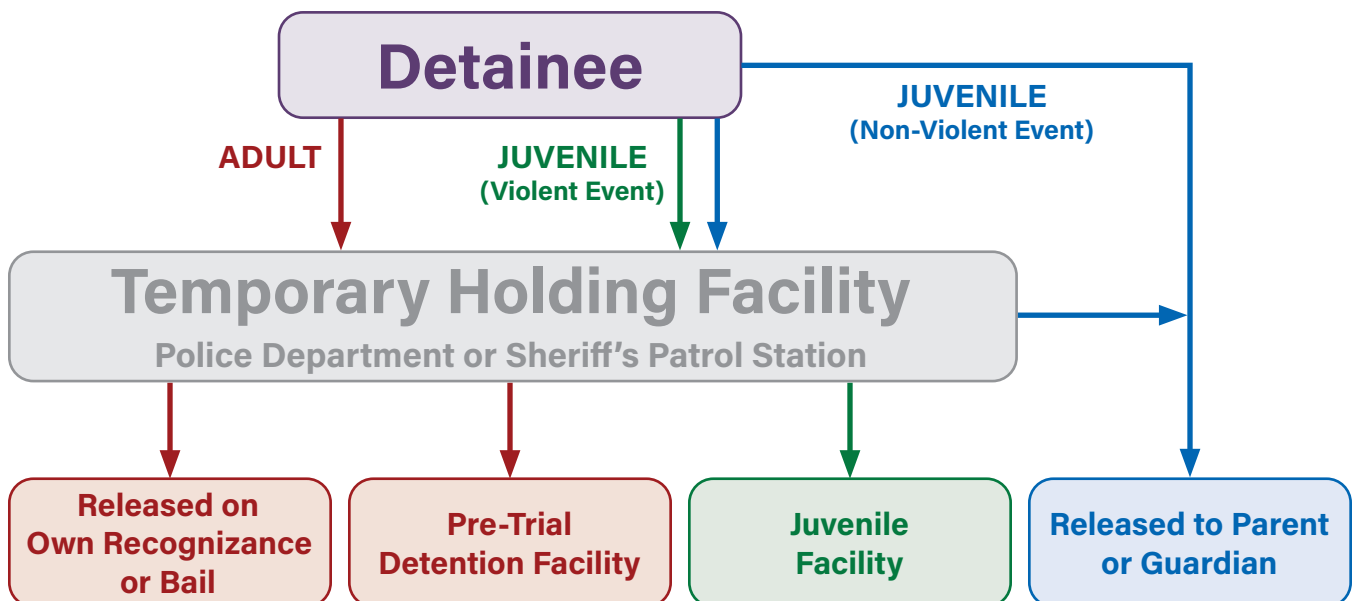 Detainee
JUVENILE
(Non-Violent Event)
ADULT
JUVENILE
(Violent Event)
Temporary Holding Facility
Police Department or Sheriff’s Patrol Station
Released on
Own Recognizance
or Bail
Pre-Trial
Detention Facility
Juvenile
Facility
Released to Parent
or Guardian